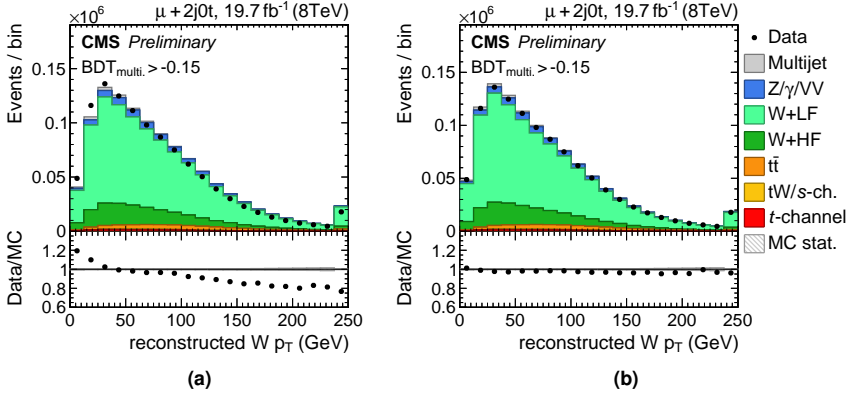 ×10⁶ μ + 2j0t, 19.7 fb⁻¹ (8TeV)
CMS Preliminary
BDTmulti. > -0.15
Events / bin
0.15
0.1
0.05
0
Data/MC
1.2
1
0.8
0.6
0 50 100 150 200 250
reconstructed W pT (GeV)
(a)
×10⁶ μ + 2j0t, 19.7 fb⁻¹ (8TeV)
CMS Preliminary
BDTmulti. > -0.15
Events / bin
0.15
0.1
0.05
0
Data/MC
1.2
1
0.8
0.6
0 50 100 150 200 250
reconstructed W pT (GeV)
(b)
Data
Multijet
Z/γ/VV
W+LF
W+HF
tt̄
tW/s-ch.
t-channel
MC stat.